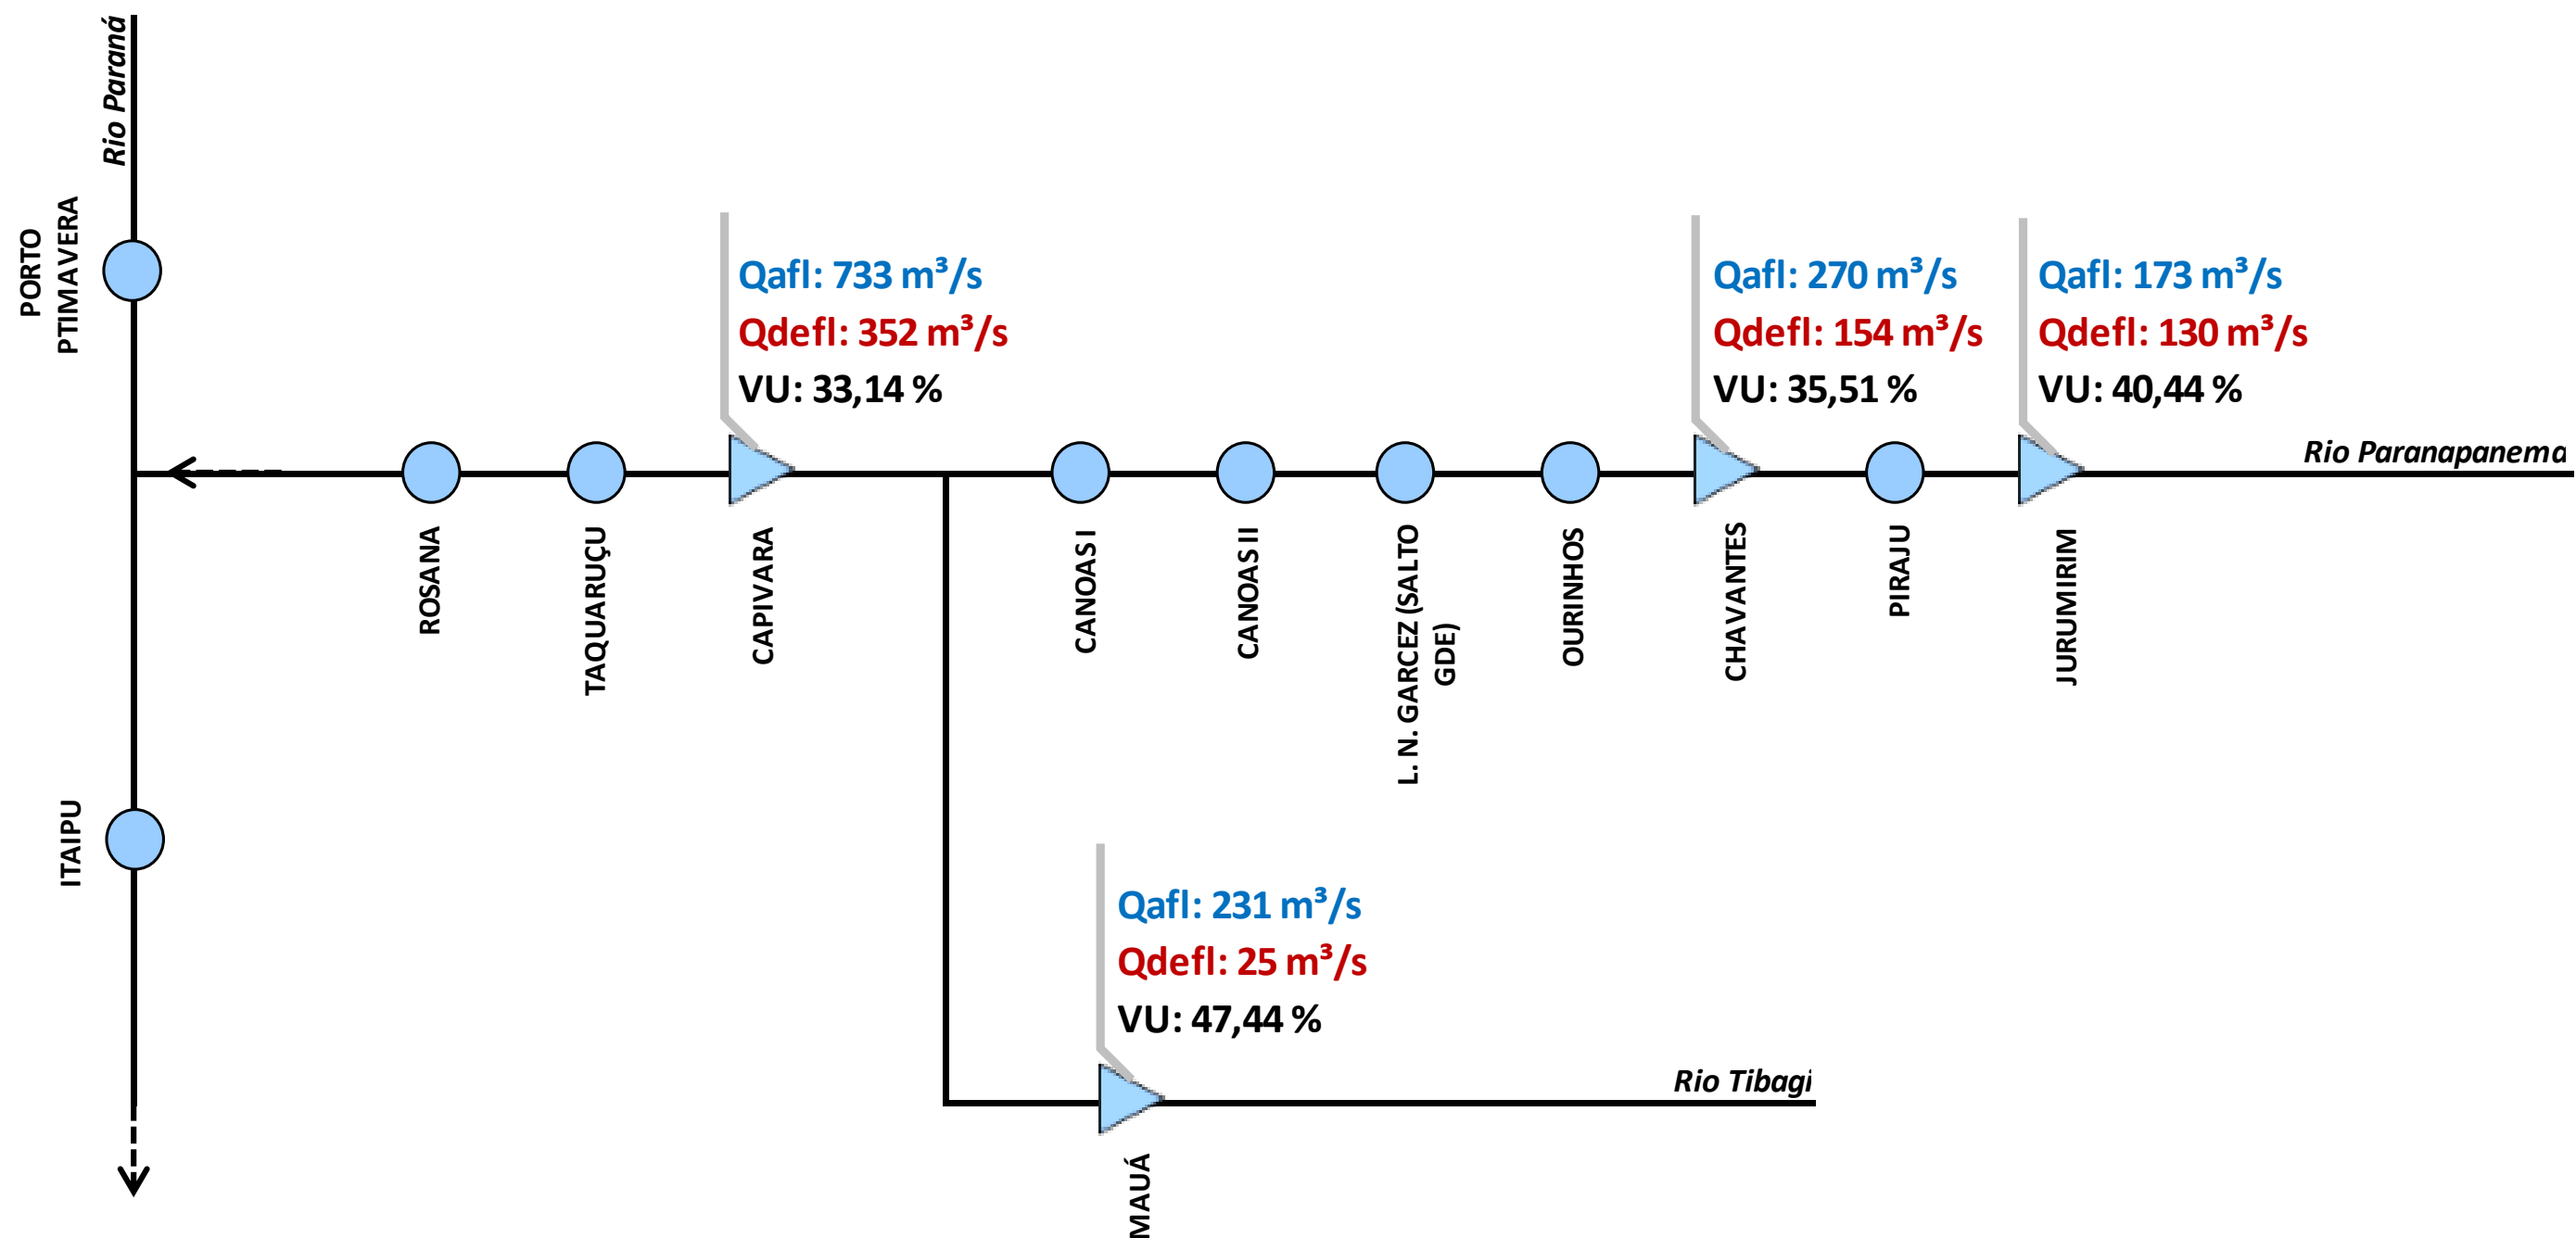 Rio Paraná
PORTO
PTIMAVERA
Qafl: 733 m³/s
Qdefl: 352 m³/s
VU: 33,14 %
Qafl: 270 m³/s
Qdefl: 154 m³/s
VU: 35,51 %
Qafl: 173 m³/s
Qdefl: 130 m³/s
VU: 40,44 %
Rio Paranapanema
ROSANA
TAQUARUÇU
CAPIVARA
CANOAS I
CANOAS II
L. N. GARCEZ (SALTO
GDE)
OURINHOS
CHAVANTES
PIRAJU
JURUMIRIM
ITAIPU
Qafl: 231 m³/s
Qdefl: 25 m³/s
VU: 47,44 %
Rio Tibagi
MAUÁ